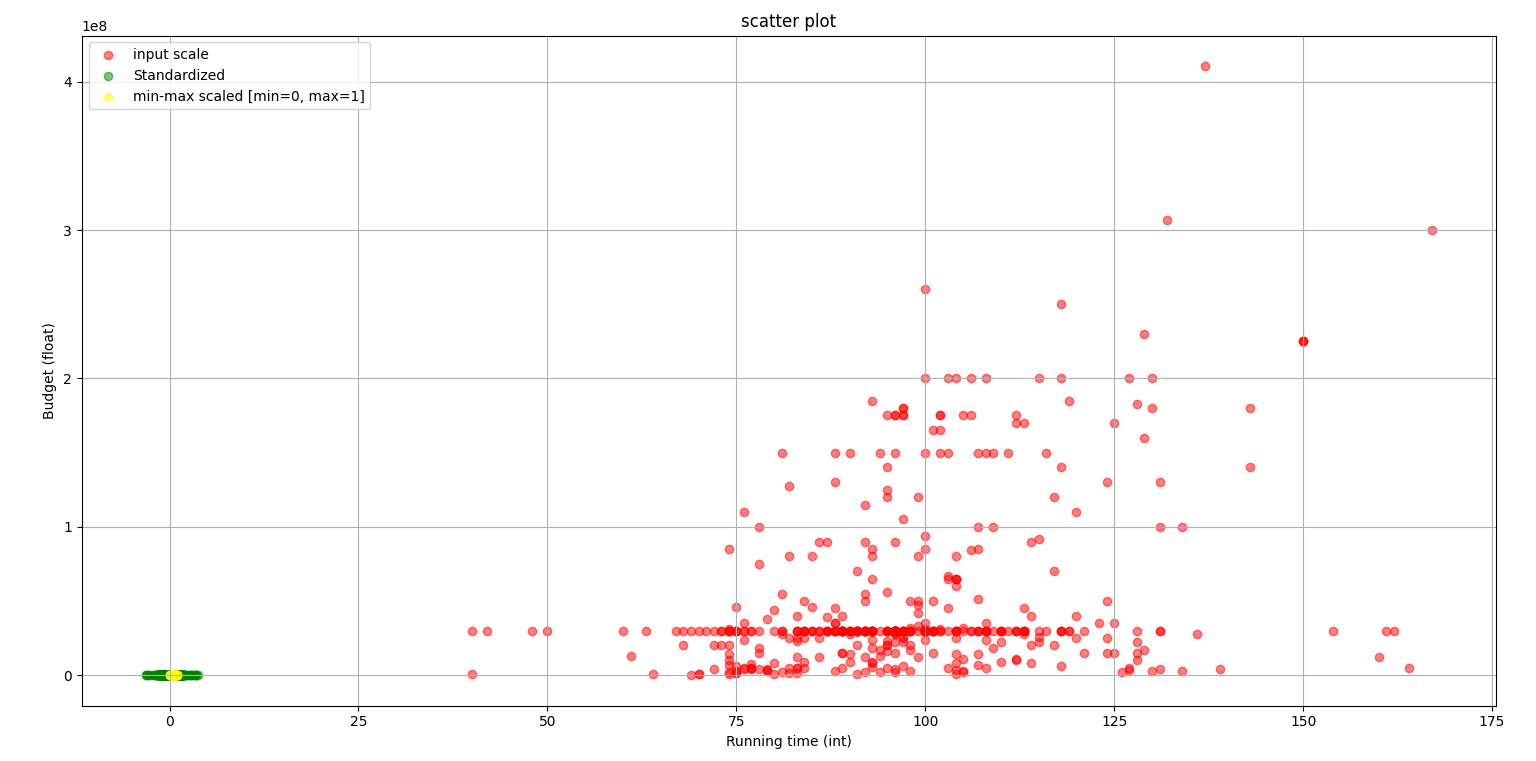 scatter plot
1e8
input scale
Standardized
min-max scaled [min=0, max=1]
4
3
2
1
0
Budget (float)
0 25 50 75 100 125 150 175
Running time (int)